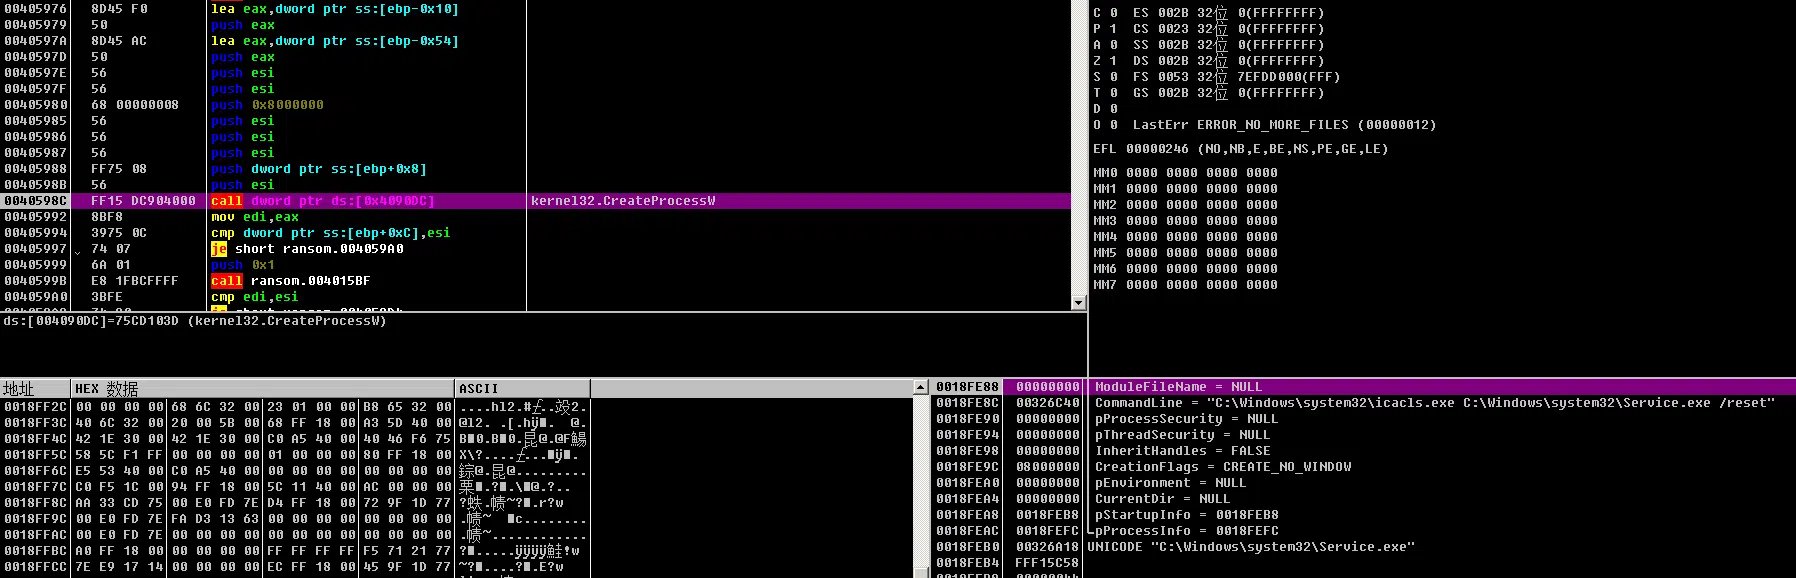 00405976 8D45 F0 lea eax,dword ptr ss:[ebp-0x10]
00405979 50 push eax
0040597A 8D45 AC lea eax,dword ptr ss:[ebp-0x54]
0040597D 50 push eax
0040597E 56 push esi
0040597F 56 push esi
00405980 68 00000008 push 0x8000000
00405985 56 push esi
00405986 56 push esi
00405987 56 push esi
00405988 FF75 08 push dword ptr ss:[ebp+0x8]
0040598B 56 push esi
0040598C FF15 DC904000 call dword ptr ds:[0x4090DC] kernel32.CreateProcessW
00405992 8BF8 mov edi,eax
00405994 3975 0C cmp dword ptr ss:[ebp+0xC],esi
00405997 74 07 je short ransom.004059A0
00405999 6A 01 push 0x1
0040599B E8 1FBCFFFF call ransom.004015BF
004059A0 3BFE cmp edi,esi
ds:[004090DC]=75CD103D (kernel32.CreateProcessW)
C 0 ES 002B 32位 0(FFFFFFFF)
P 1 CS 0023 32位 0(FFFFFFFF)
A 0 SS 002B 32位 0(FFFFFFFF)
Z 1 DS 002B 32位 0(FFFFFFFF)
S 0 FS 0053 32位 7EFDD000(FFF)
T 0 GS 002B 32位 0(FFFFFFFF)
D 0
O 0 LastErr ERROR_NO_MORE_FILES (00000012)
EFL 00000246 (NO,NB,E,BE,NS,PE,GE,LE)
MM0 0000 0000 0000 0000
MM1 0000 0000 0000 0000
MM2 0000 0000 0000 0000
MM3 0000 0000 0000 0000
MM4 0000 0000 0000 0000
MM5 0000 0000 0000 0000
MM6 0000 0000 0000 0000
MM7 0000 0000 0000 0000
地址 HEX 数据 ASCII
0018FF2C 00 00 00 00 68 6C 32 00 23 01 00 00 B8 65 32 00
0018FF3C 40 6C 32 00 20 00 5B 00 68 FF 18 00 A3 5D 40 00
0018FF4C 42 1E 30 00 42 1E 30 00 C0 A5 40 00 40 46 F6 75
0018FF5C 58 5C F1 FF 00 00 00 00 01 00 00 00 80 FF 18 00
0018FF6C E5 53 40 00 C0 A5 40 00 00 00 00 00 00 00 00 00
0018FF7C C0 F5 1C 00 94 FF 18 00 5C 11 40 00 AC 00 00 00
0018FF8C AA 33 CD 75 00 E0 FD 7E D4 FF 18 00 72 9F 1D 77
0018FF9C 00 E0 FD 7E FA D3 13 63 00 00 00 00 00 00 00 00
0018FFAC 00 E0 FD 7E 00 00 00 00 00 00 00 00 00 00 00 00
0018FFBC A0 FF 18 00 00 00 00 00 FF FF FF FF F5 71 21 77
0018FFCC 7E E9 17 14 00 00 00 00 EC FF 18 00 45 9F 1D 77
0018FE88 00000000 ModuleFileName = NULL
0018FE8C 00326C40 CommandLine = "C:\Windows\system32\icacls.exe C:\Windows\system32\Service.exe /reset"
0018FE90 00000000 pProcessSecurity = NULL
0018FE94 00000000 pThreadSecurity = NULL
0018FE98 00000000 InheritHandles = FALSE
0018FE9C 08000000 CreationFlags = CREATE_NO_WINDOW
0018FEA0 00000000 pEnvironment = NULL
0018FEA4 00000000 CurrentDir = NULL
0018FEA8 0018FEB8 pStartupInfo = 0018FEB8
0018FEAC 0018FEFC pProcessInfo = 0018FEFC
0018FEB0 00326A18 UNICODE "C:\Windows\system32\Service.exe"
0018FEB4 FFF15C58